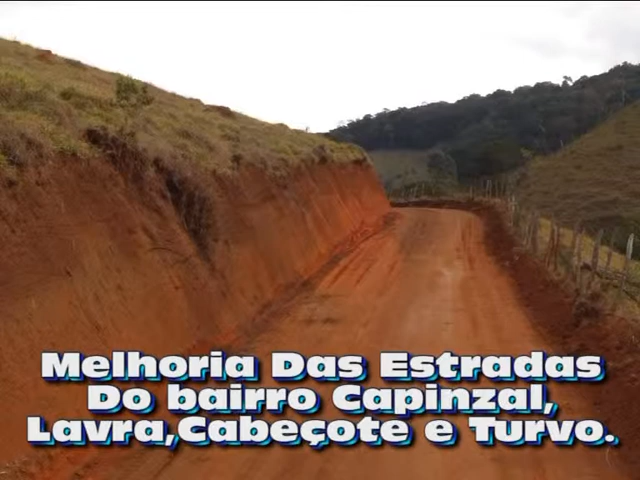 Melhoria Das Estradas
Do bairro Capinzal,
Lavra,Cabeçote e Turvo.